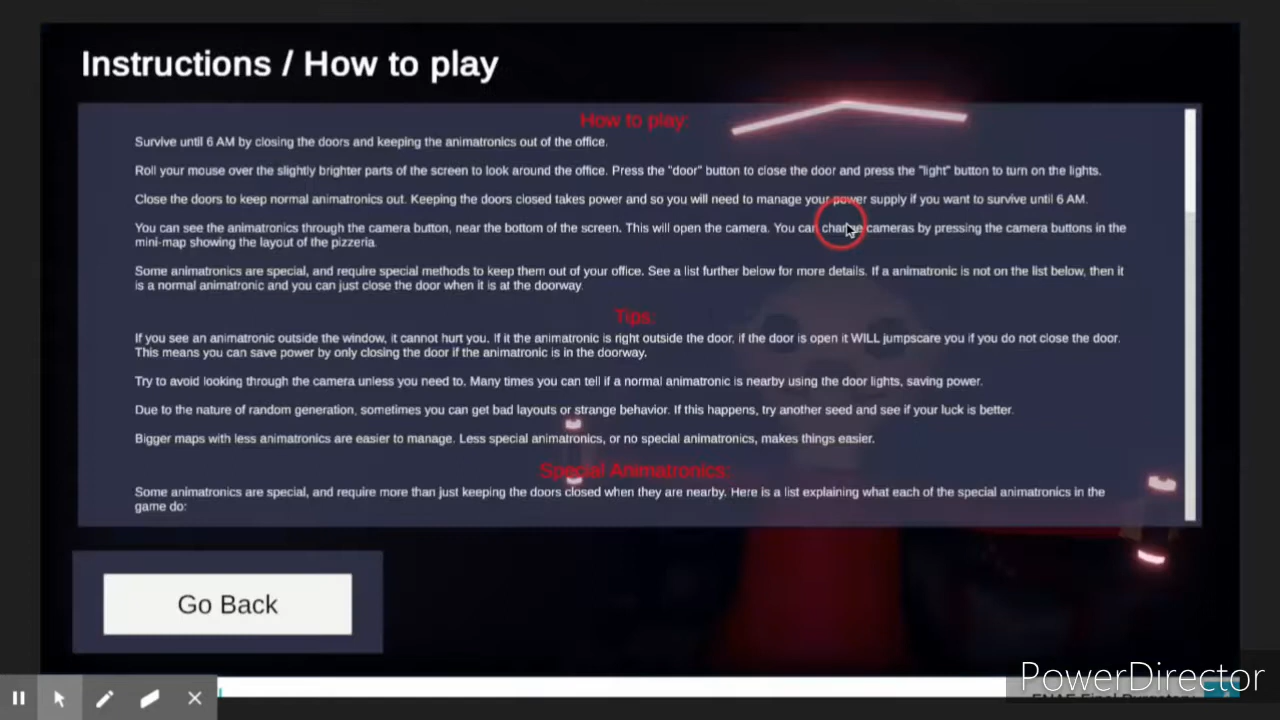 Instructions / How to play
How to play:
Survive until 6 AM by closing the doors and keeping the animatronics out of the office.
Roll your mouse over the slightly brighter parts of the screen to look around the office. Press the "door" button to close the door and press the "light" button to turn on the lights.
Close the doors to keep normal animatronics out. Keeping the doors closed takes power and so you will need to manage your power supply if you want to survive until 6 AM.
You can see the animatronics through the camera button, near the bottom of the screen. This will open the camera. You can change cameras by pressing the camera buttons in the
mini-map showing the layout of the pizzeria.
Some animatronics are special, and require special methods to keep them out of your office. See a list further below for more details. If a animatronic is not on the list below, then it
is a normal animatronic and you can just close the door when it is at the doorway.
Tips:
If you see an animatronic outside the window, it cannot hurt you. If it the animatronic is right outside the door, if the door is open it WILL jumpscare you if you do not close the door.
This means you can save power by only closing the door if the animatronic is in the doorway.
Try to avoid looking through the camera unless you need to. Many times you can tell if a normal animatronic is nearby using the door lights, saving power.
Due to the nature of random generation, sometimes you can get bad layouts or strange behavior. If this happens, try another seed and see if your luck is better.
Bigger maps with less animatronics are easier to manage. Less special animatronics, or no special animatronics, makes things easier.
Special Animatronics:
Some animatronics are special, and require more than just keeping the doors closed when they are nearby. Here is a list explaining what each of the special animatronics in the
game do:
Go Back
PowerDirector